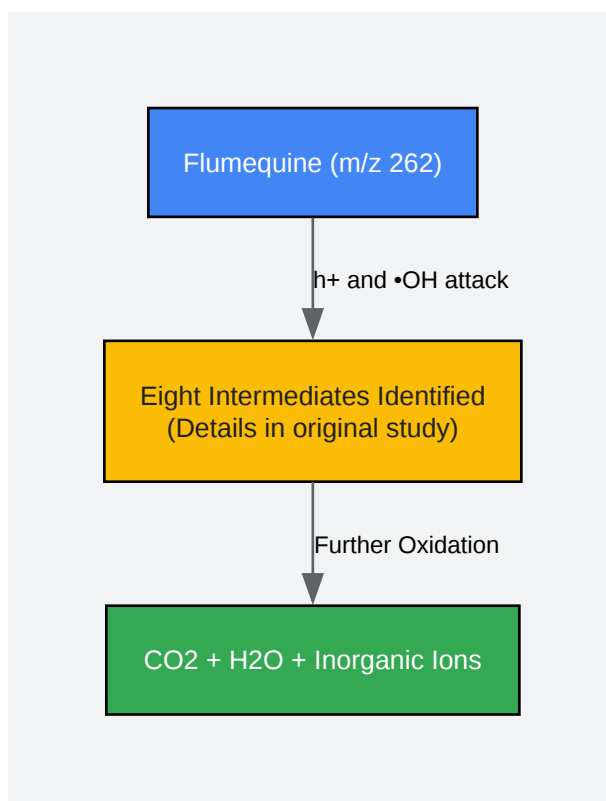 Flumequine (m/z 262)
h+ and •OH attack
Eight Intermediates Identified
(Details in original study)
Further Oxidation
CO2 + H2O + Inorganic Ions